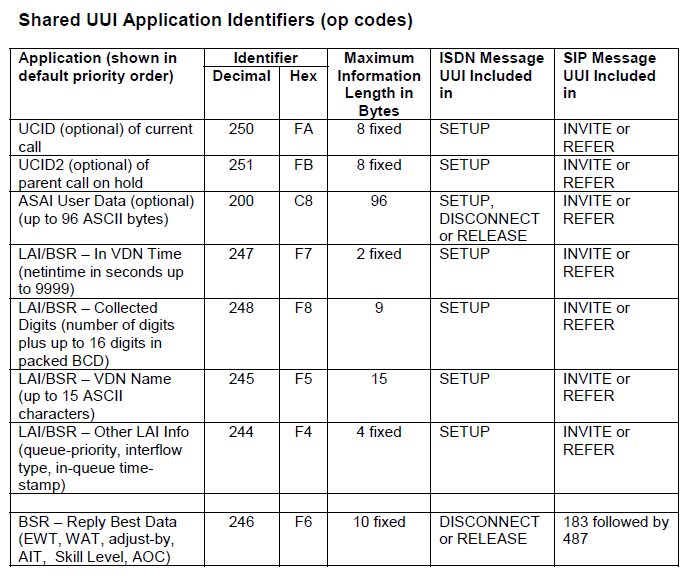 Shared UUI Application Identifiers (op codes)
Application (shown in default priority order) Identifier Maximum Information Length in Bytes ISDN Message UUI Included in SIP Message UUI Included in
Decimal Hex
UCID (optional) of current call 250 FA 8 fixed SETUP INVITE or REFER
UCID2 (optional) of parent call on hold 251 FB 8 fixed SETUP INVITE or REFER
ASAI User Data (optional) (up to 96 ASCII bytes) 200 C8 96 SETUP, DISCONNECT or RELEASE INVITE or REFER
LAI/BSR – In VDN Time (netintime in seconds up to 9999) 247 F7 2 fixed SETUP INVITE or REFER
LAI/BSR – Collected Digits (number of digits plus up to 16 digits in packed BCD) 248 F8 9 SETUP INVITE or REFER
LAI/BSR – VDN Name (up to 15 ASCII characters) 245 F5 15 SETUP INVITE or REFER
LAI/BSR – Other LAI Info (queue-priority, interflow type, in-queue time-stamp) 244 F4 4 fixed SETUP INVITE or REFER
BSR – Reply Best Data (EWT, WAT, adjust-by, AIT, Skill Level, AOC) 246 F6 10 fixed DISCONNECT or RELEASE 183 followed by 487